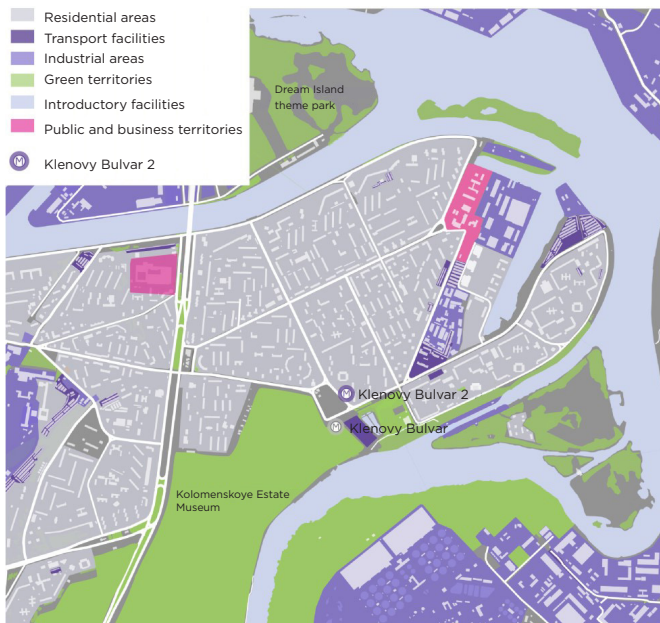 Residential areas
Transport facilities
Industrial areas
Green territories
Introductory facilities
Public and business territories
M Klenovy Bulvar 2
Dream Island
theme park
M Klenovy Bulvar 2
M Klenovy Bulvar
Kolomenskoye Estate
Museum